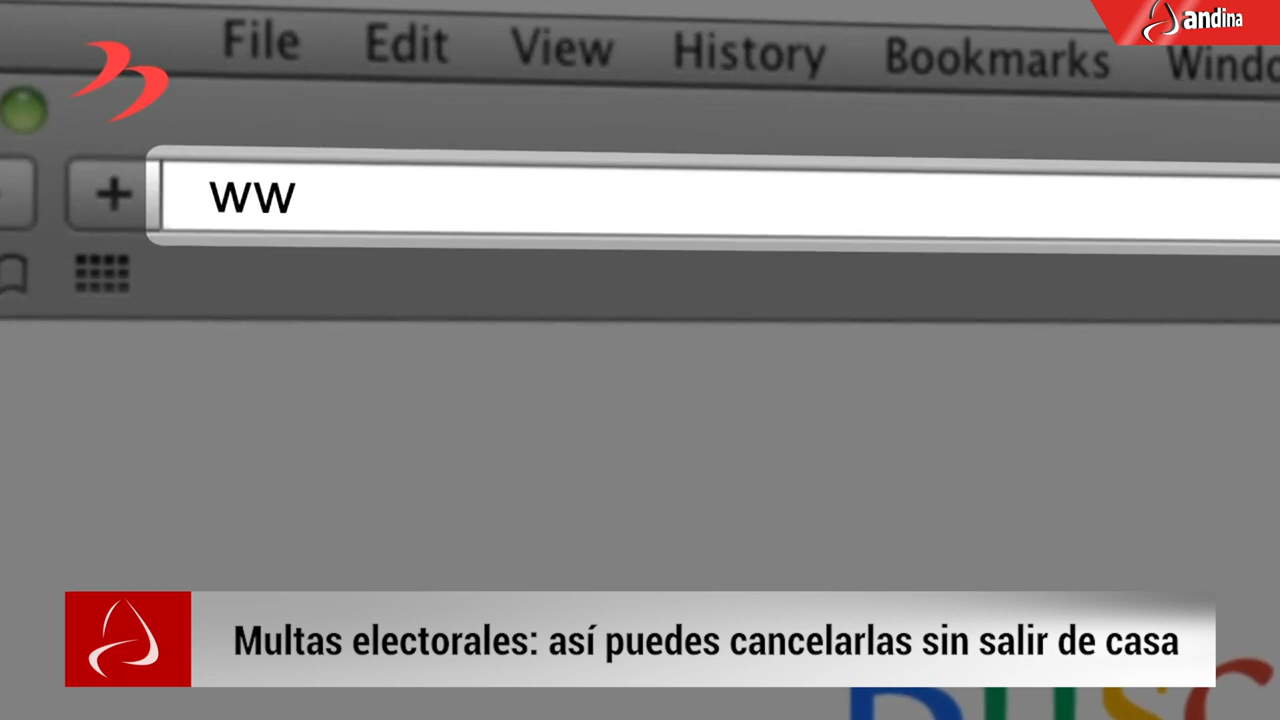 andina
File Edit View History Bookmarks
ww
Multas electorales: así puedes cancelarlas sin salir de casa